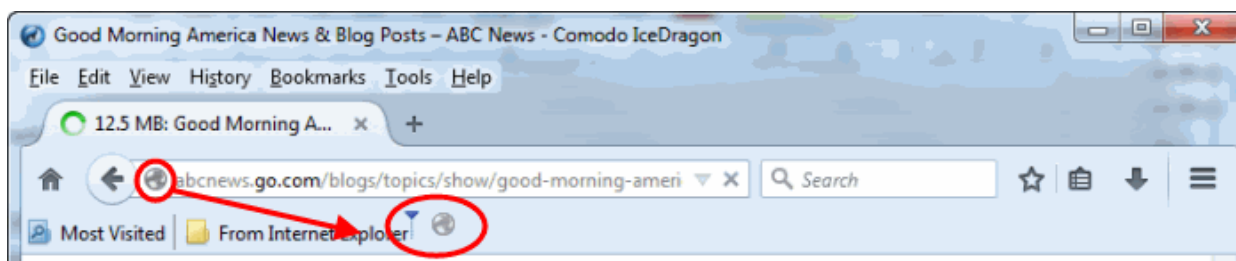 Good Morning America News & Blog Posts – ABC News - Comodo IceDragon
File Edit View History Bookmarks Tools Help
12.5 MB: Good Morning A...
abcnews.go.com/blogs/topics/show/good-morning-ameri Search
Most Visited From Internet Explorer